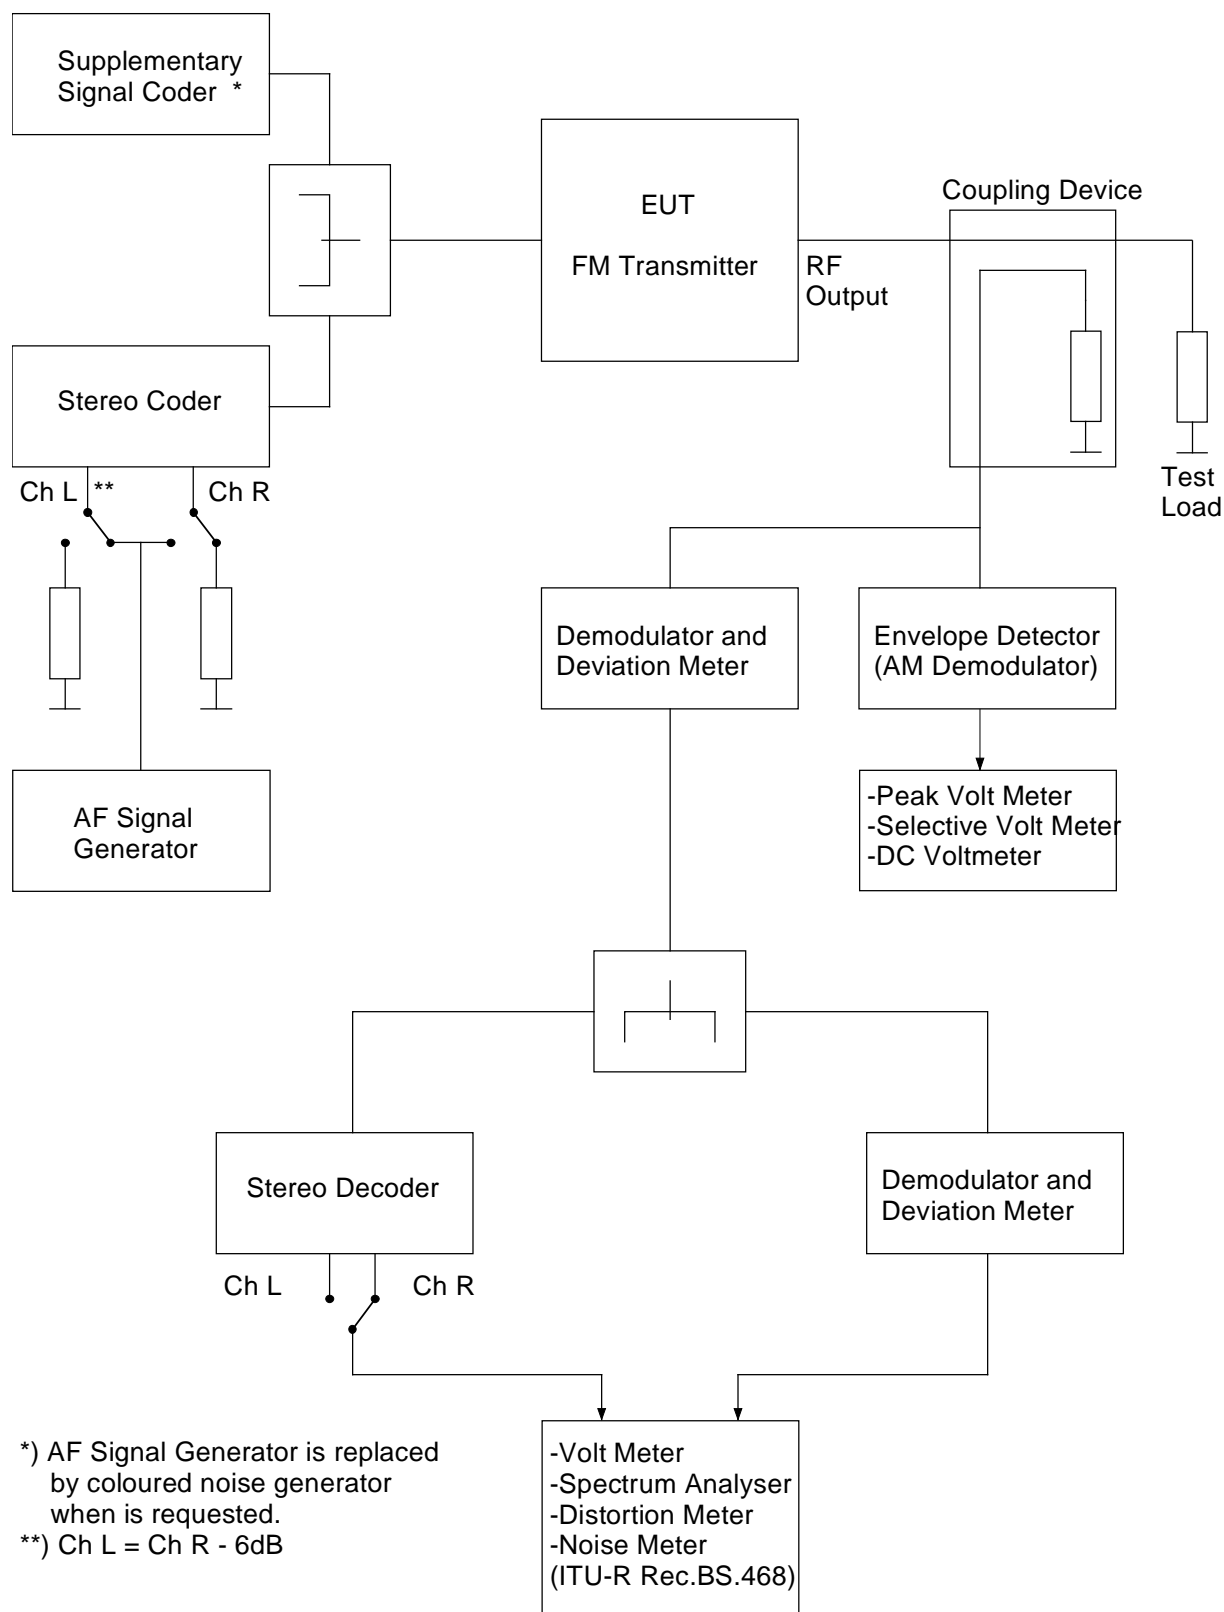 Supplementary
Signal Coder *
EUT
FM Transmitter
RF
Output
Coupling Device
Test
Load
Stereo Coder
Ch L
**
Ch R
AF Signal
Generator
Demodulator and
Deviation Meter
Envelope Detector
(AM Demodulator)
-Peak Volt Meter
-Selective Volt Meter
-DC Voltmeter
Stereo Decoder
Ch L
Ch R
Demodulator and
Deviation Meter
-Volt Meter
-Spectrum Analyser
-Distortion Meter
-Noise Meter
(ITU-R Rec.BS.468)
*) AF Signal Generator is replaced
by coloured noise generator
when is requested.
**) Ch L = Ch R - 6dB